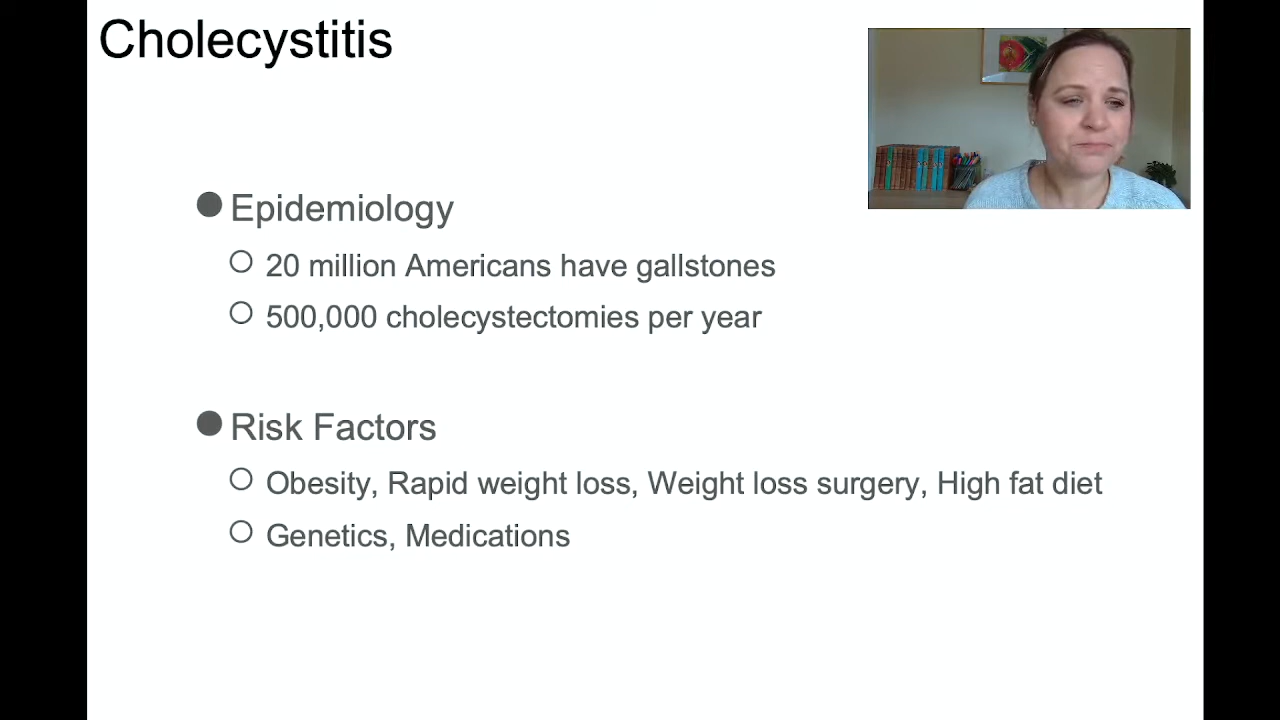 Cholecystitis
Epidemiology
20 million Americans have gallstones
500,000 cholecystectomies per year
Risk Factors
Obesity, Rapid weight loss, Weight loss surgery, High fat diet
Genetics, Medications